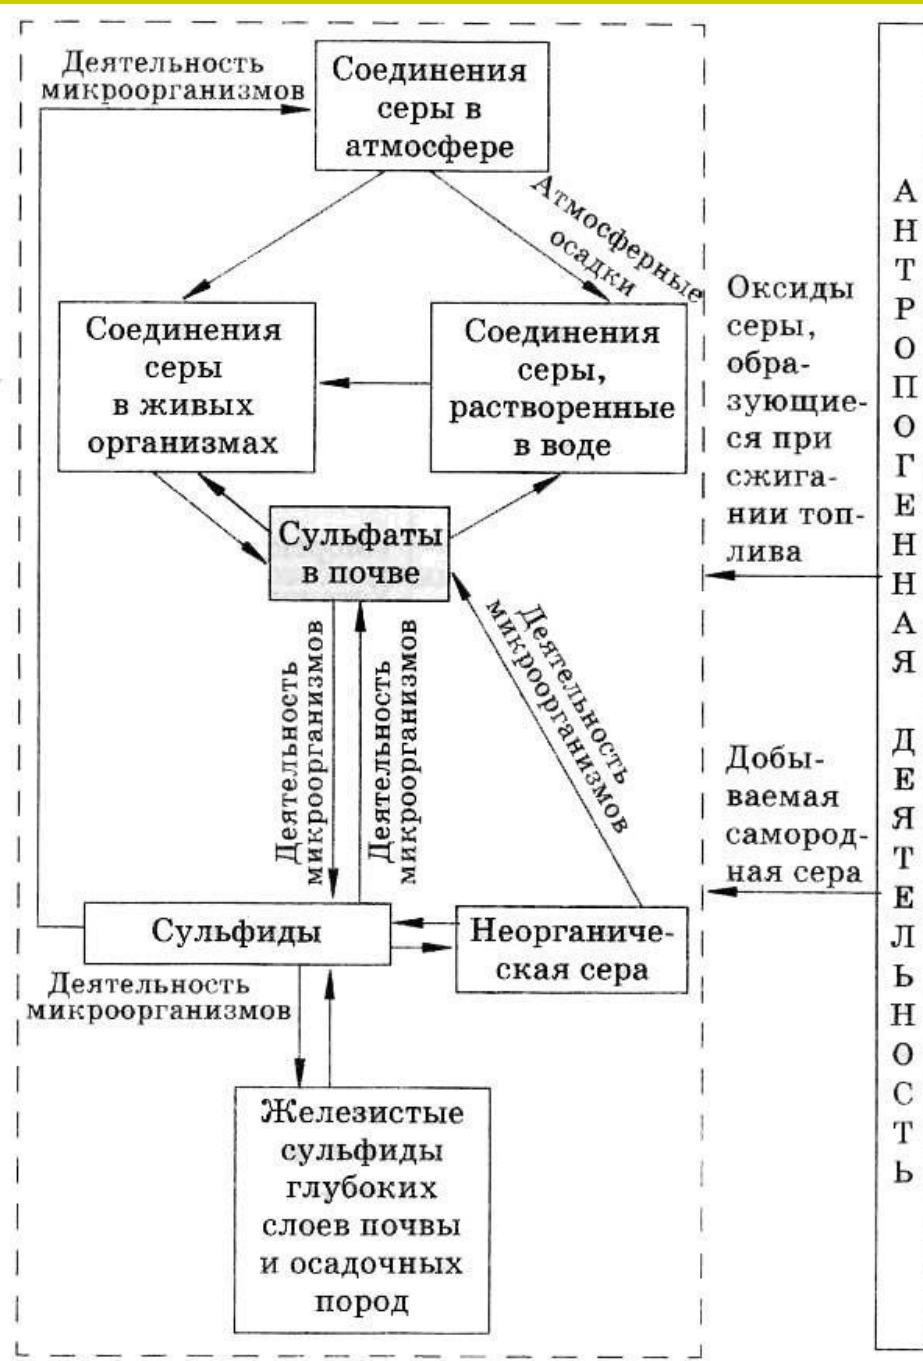 Деятельность
микроорганизмов
Соединения
серы в
атмосфере
Атмосферные
осадки
Соединения
серы
в живых
организмах
Соединения
серы,
растворенные
в воде
Оксиды
серы,
обра-
зующие-
ся при
сжига-
нии топ-
лива
Сульфаты
в почве
Деятельность
микроорганизмов
Деятельность
микроорганизмов
Деятельность
микроорганизмов
Добы-
ваемая
самород-
ная сера
Сульфиды
Неорганиче-
ская сера
Деятельность
микроорганизмов
Железистые
сульфиды
глубоких
слоев почвы
и осадочных
пород
АНТРОПОГЕННАЯ ДЕЯТЕЛЬНОСТЬ